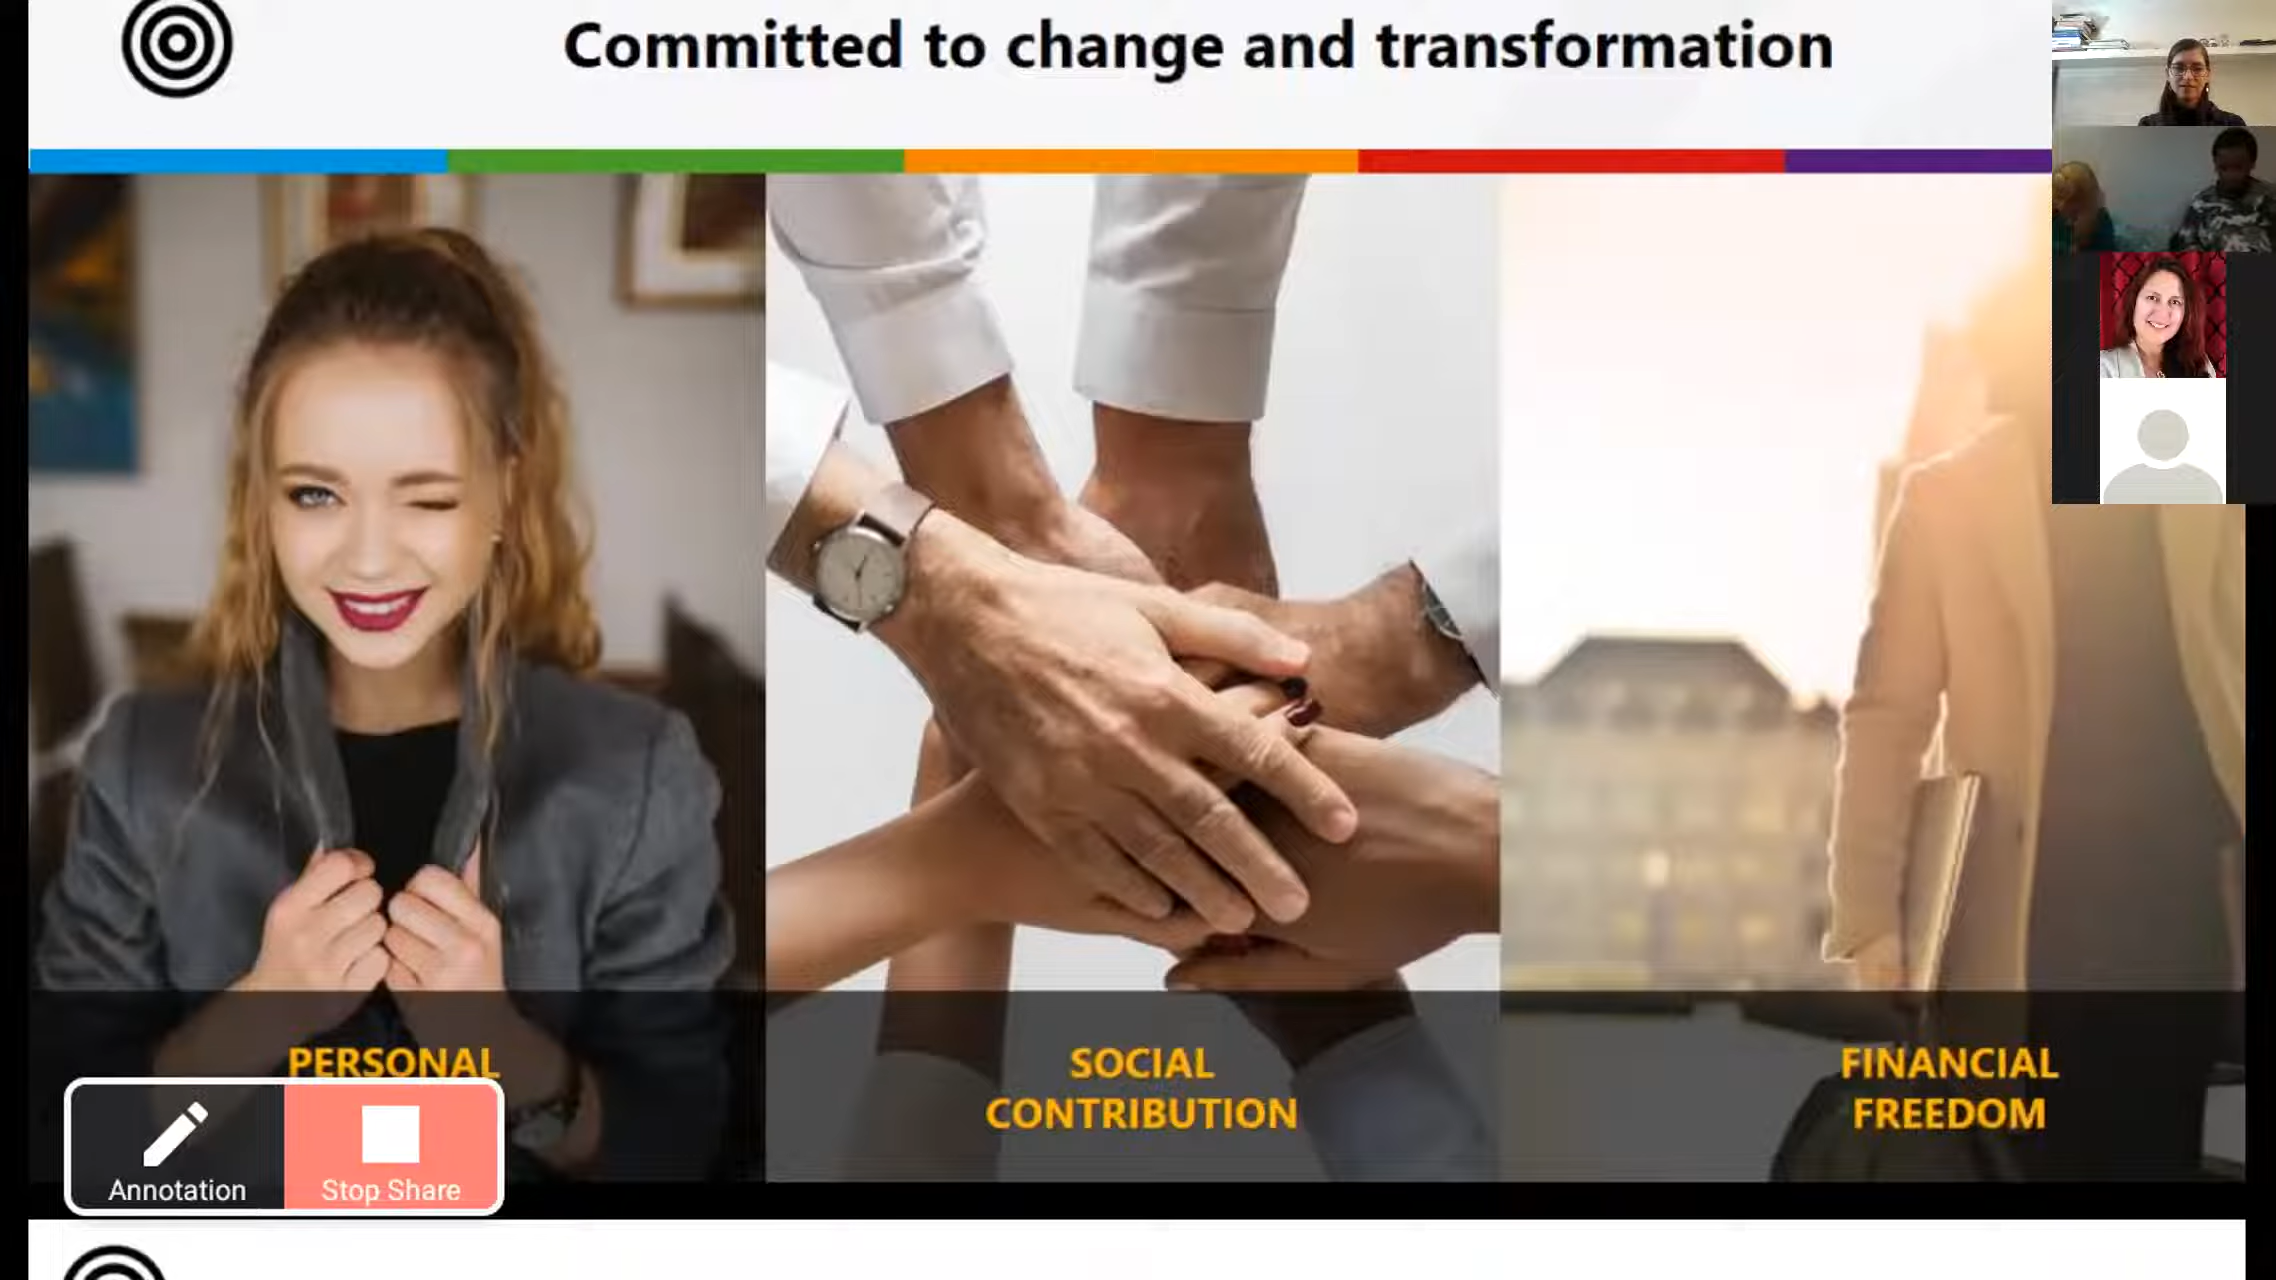 Committed to change and transformation
PERSONAL
SOCIAL
CONTRIBUTION
FINANCIAL
FREEDOM
Annotation
Stop Share